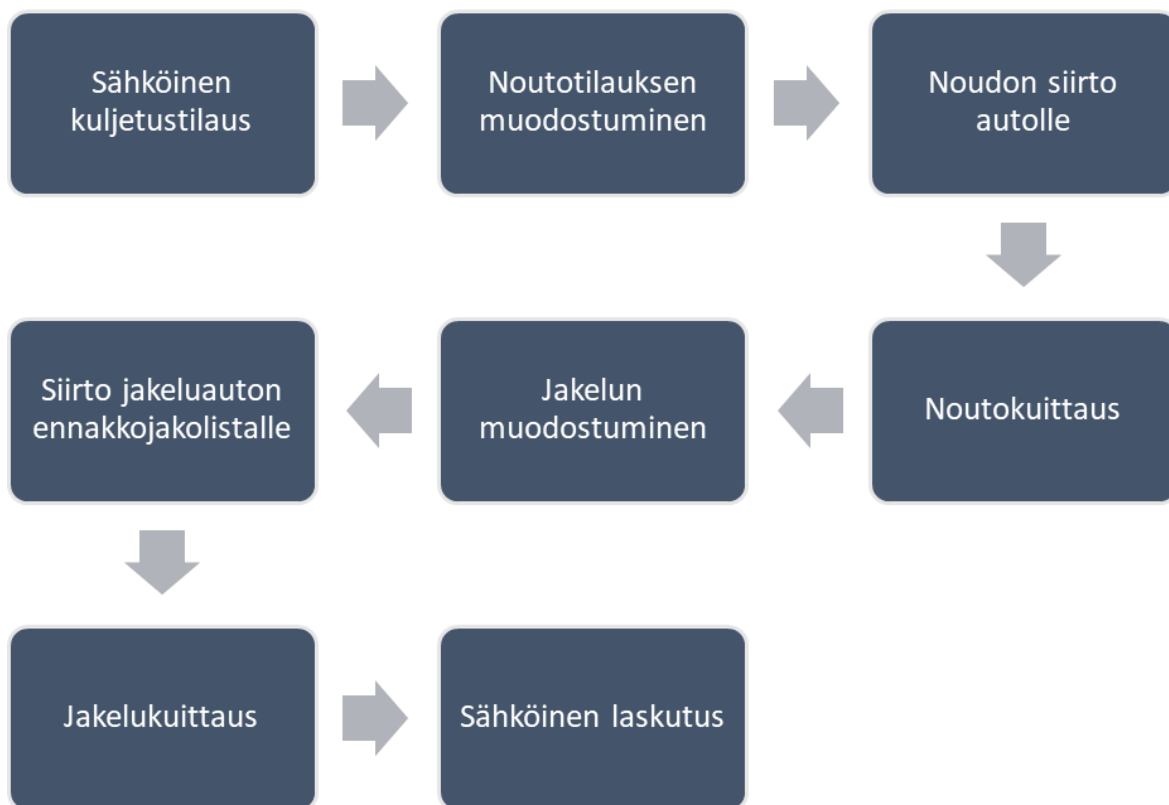 Sähköinen
kuljetustilaus
Noutotilauksen
muodostuminen
Noudon siirto
autolle
Noutokuittaus
Jakelun
muodostuminen
Siirto jakeluauton
ennakkojakolistalle
Jakelukuittaus
Sähköinen laskutus